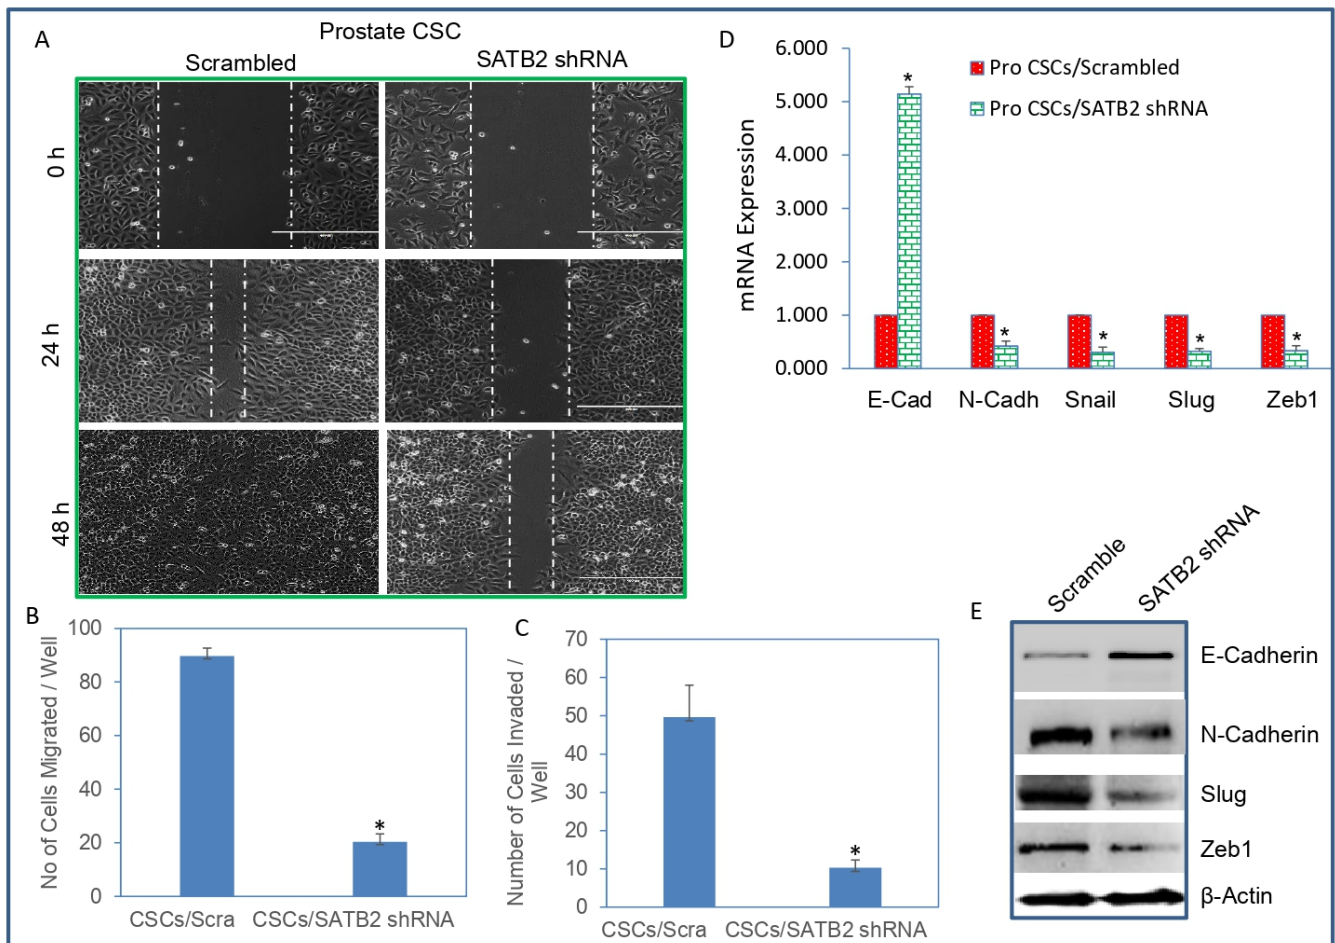 A
Prostate CSC
Scrambled
SATB2 shRNA
0 h
24 h
48 h
B
No of Cells Migrated / Well
100
80
60
40
20
0
*
CSCs/Scra
CSCs/SATB2 shRNA
C
Number of Cells Invaded /
Well
70
60
50
40
30
20
10
0
*
CSCs/Scra
CSCs/SATB2 shRNA
D
mRNA Expression
6.000
5.000
4.000
3.000
2.000
1.000
0.000
Pro CSCs/Scrambled
Pro CSCs/SATB2 shRNA
*
*
*
*
*
E-Cad
N-Cadh
Snail
Slug
Zeb1
E
Scramble
SATB2 shRNA
E-Cadherin
N-Cadherin
Slug
Zeb1
β-Actin